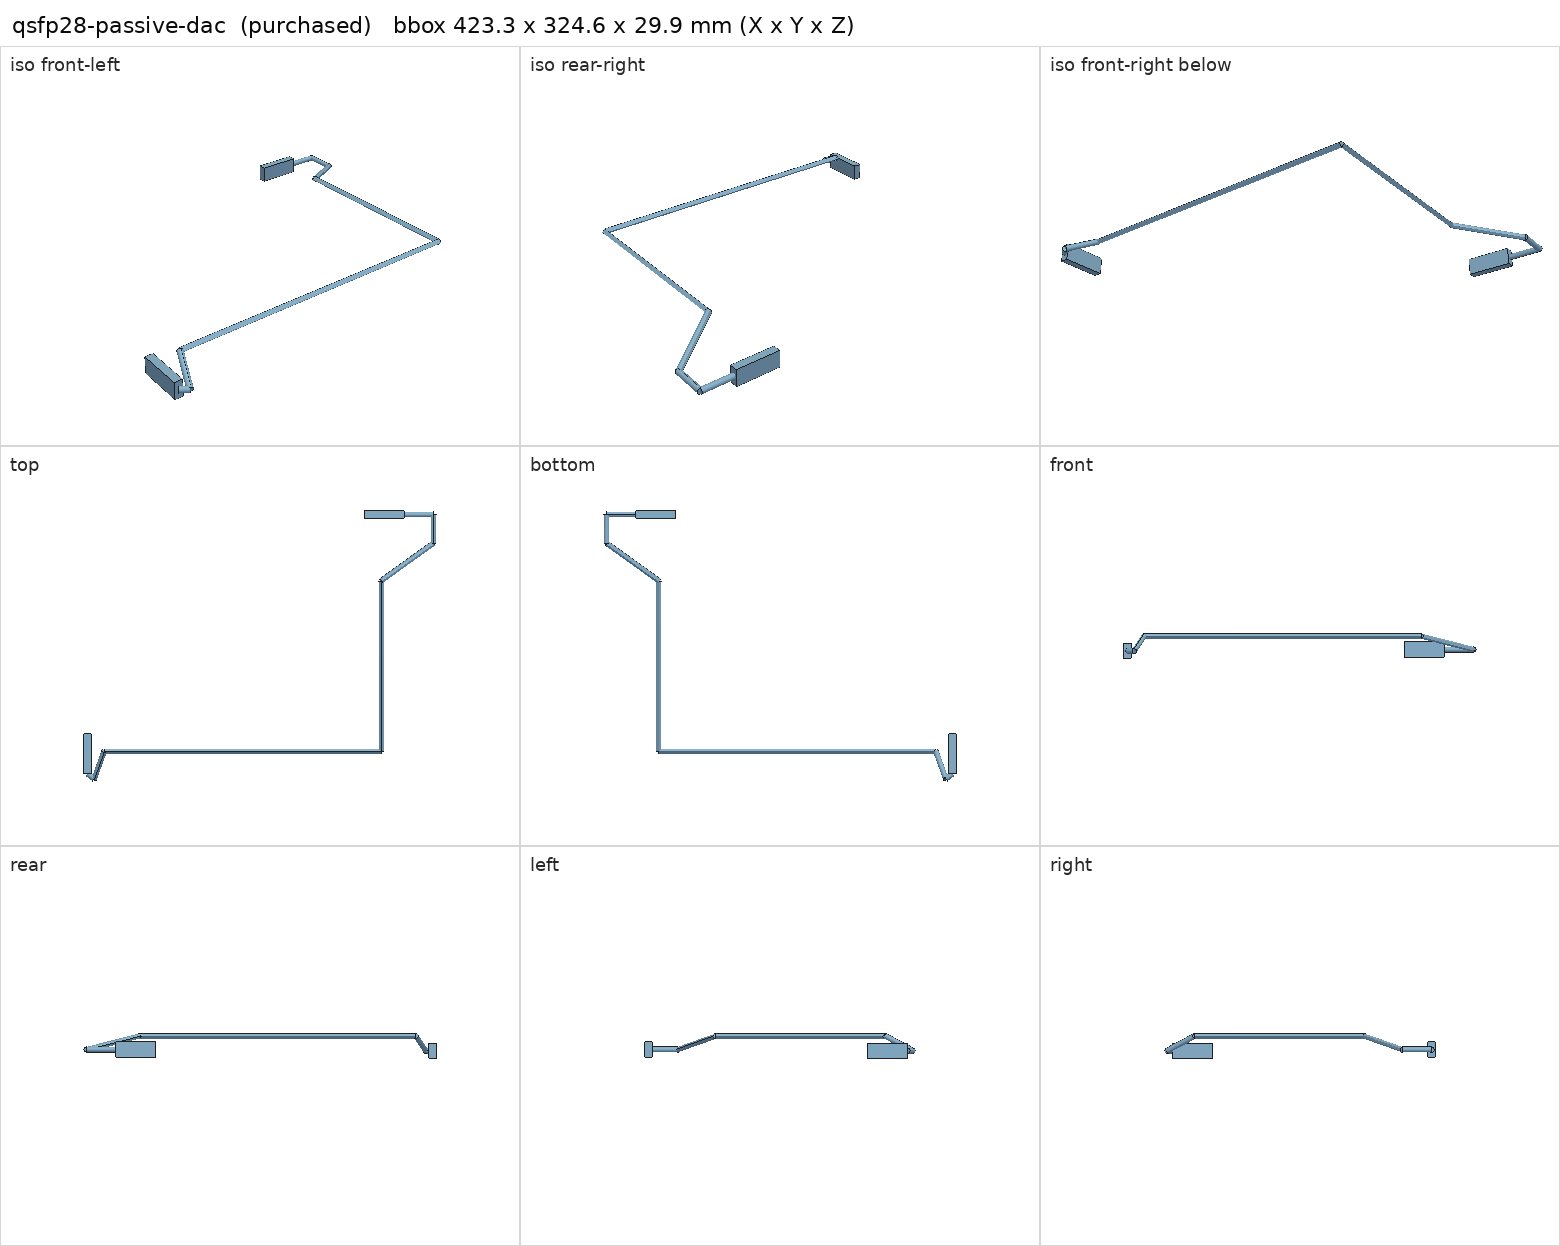 qsfp28-passive-dac (purchased) bbox 423.3 x 324.6 x 29.9 mm (X x Y x Z)
iso front-left
iso rear-right
iso front-right below
top
bottom
front
rear
left
right